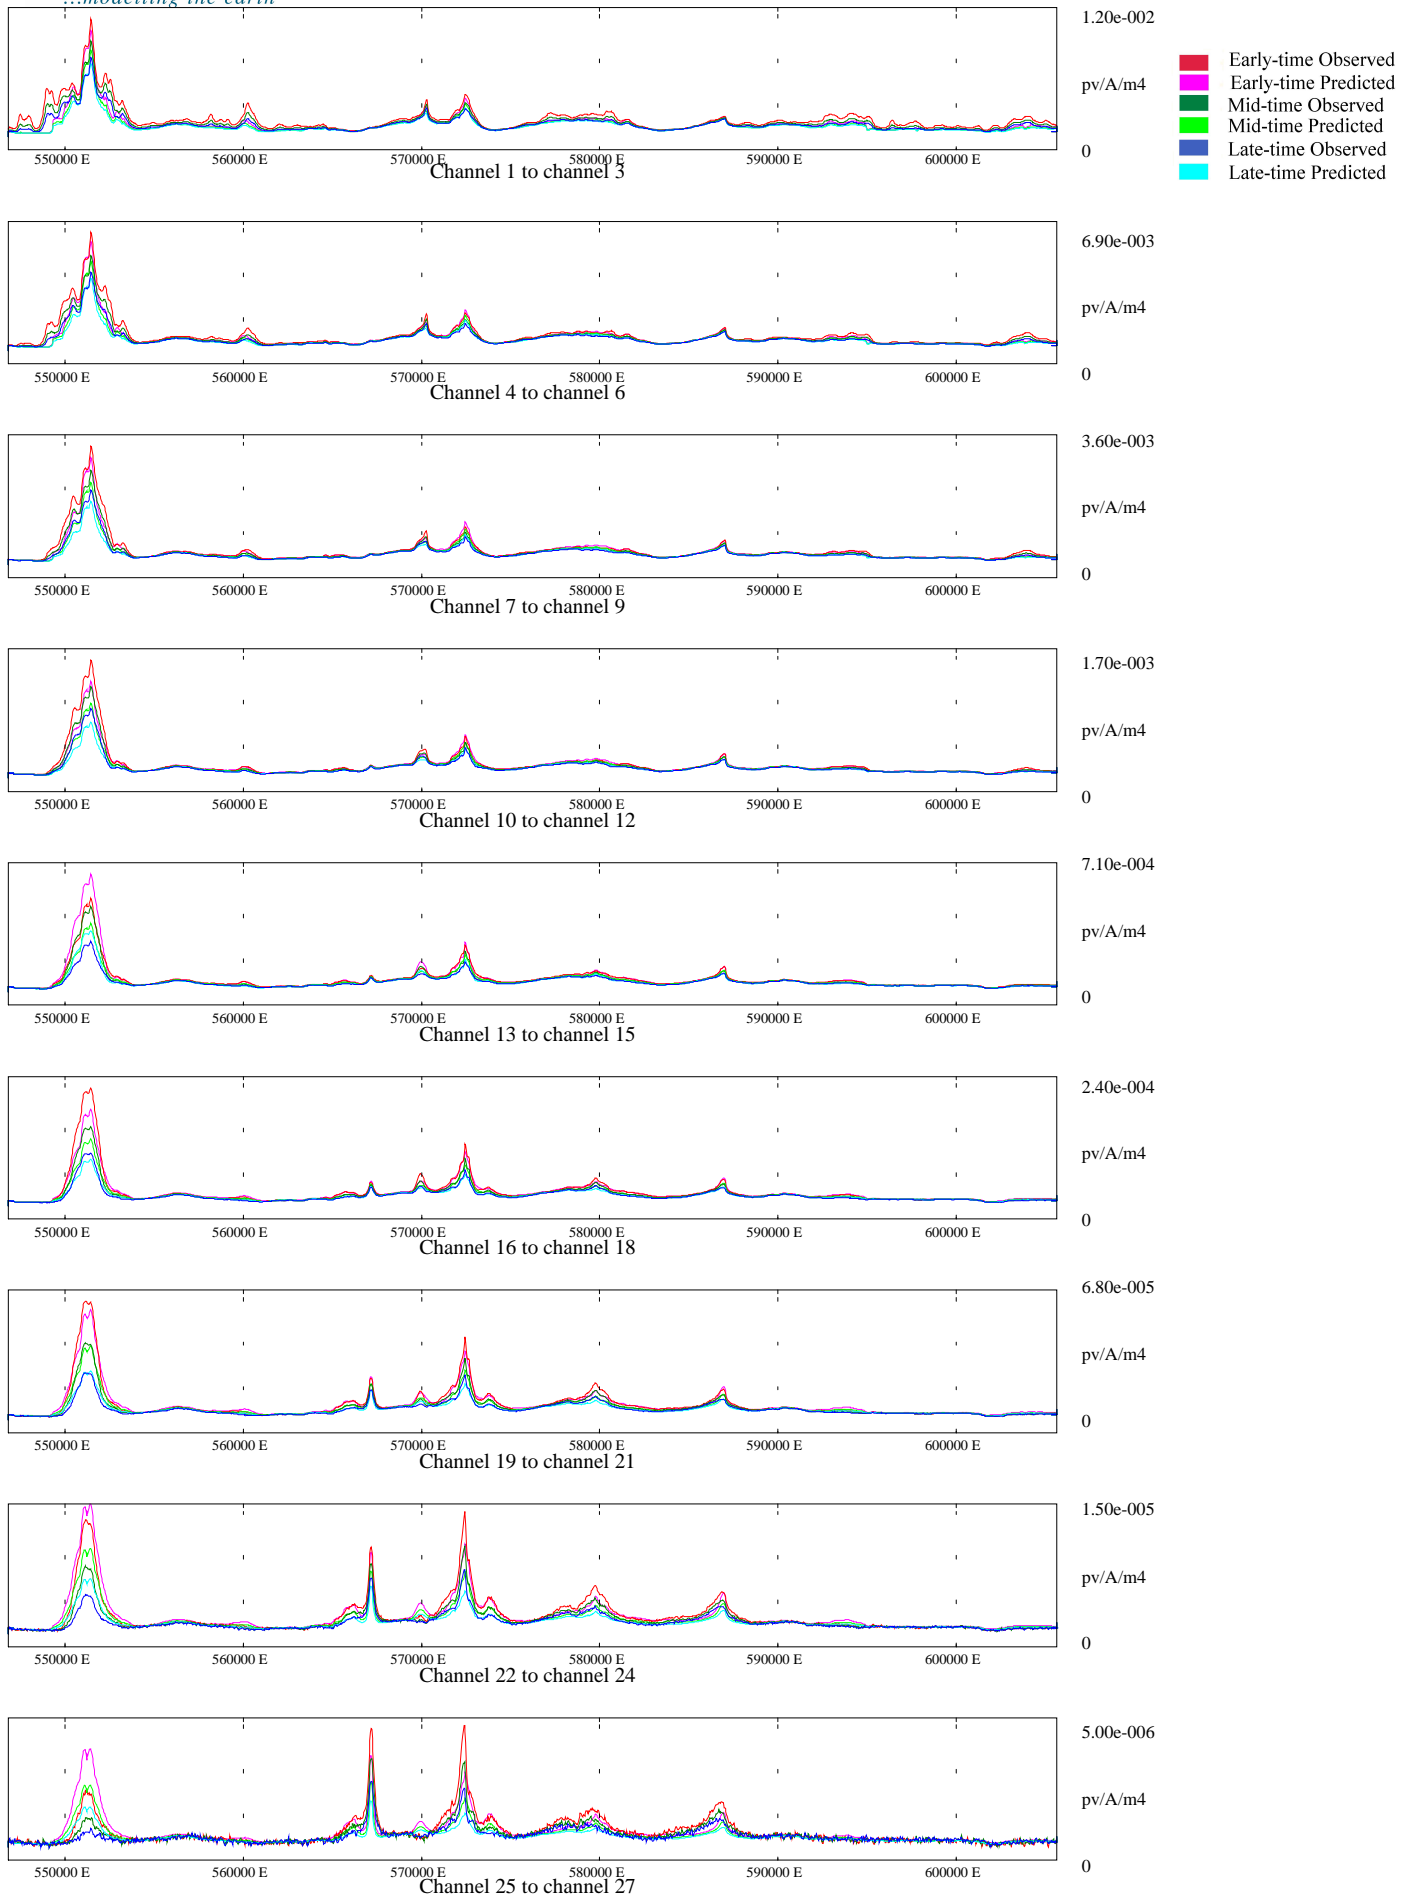 ...modelling the earth
1.20e-002
pv/A/m4
0
Early-time Observed
Early-time Predicted
Mid-time Observed
Mid-time Predicted
Late-time Observed
Late-time Predicted
550000 E 560000 E 570000 E 580000 E 590000 E 600000 E
Channel 1 to channel 3
6.90e-003
pv/A/m4
0
550000 E 560000 E 570000 E 580000 E 590000 E 600000 E
Channel 4 to channel 6
3.60e-003
pv/A/m4
0
550000 E 560000 E 570000 E 580000 E 590000 E 600000 E
Channel 7 to channel 9
1.70e-003
pv/A/m4
0
550000 E 560000 E 570000 E 580000 E 590000 E 600000 E
Channel 10 to channel 12
7.10e-004
pv/A/m4
0
550000 E 560000 E 570000 E 580000 E 590000 E 600000 E
Channel 13 to channel 15
2.40e-004
pv/A/m4
0
550000 E 560000 E 570000 E 580000 E 590000 E 600000 E
Channel 16 to channel 18
6.80e-005
pv/A/m4
0
550000 E 560000 E 570000 E 580000 E 590000 E 600000 E
Channel 19 to channel 21
1.50e-005
pv/A/m4
0
550000 E 560000 E 570000 E 580000 E 590000 E 600000 E
Channel 22 to channel 24
5.00e-006
pv/A/m4
0
550000 E 560000 E 570000 E 580000 E 590000 E 600000 E
Channel 25 to channel 27